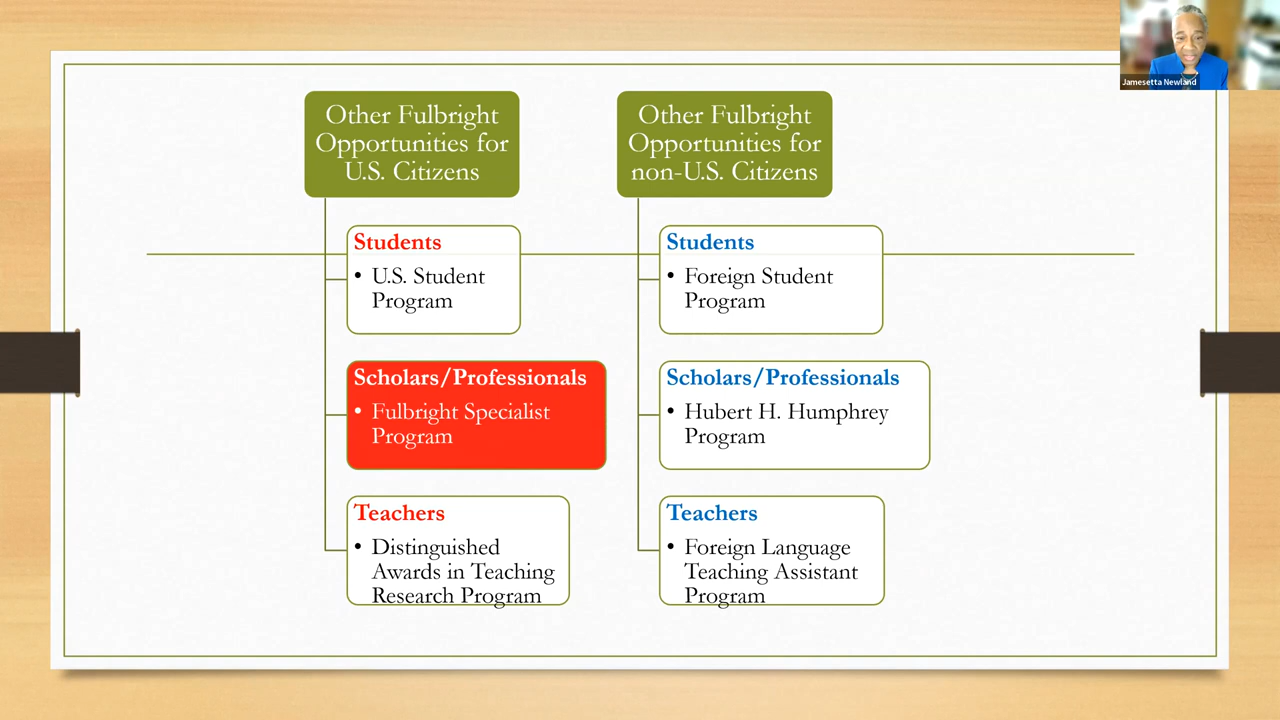 Jamesetta Newland
Other Fulbright
Opportunities for
U.S. Citizens
Students
• U.S. Student
Program
Scholars/Professionals
• Fulbright Specialist
Program
Teachers
• Distinguished
Awards in Teaching
Research Program
Other Fulbright
Opportunities for
non-U.S. Citizens
Students
• Foreign Student
Program
Scholars/Professionals
• Hubert H. Humphrey
Program
Teachers
• Foreign Language
Teaching Assistant
Program